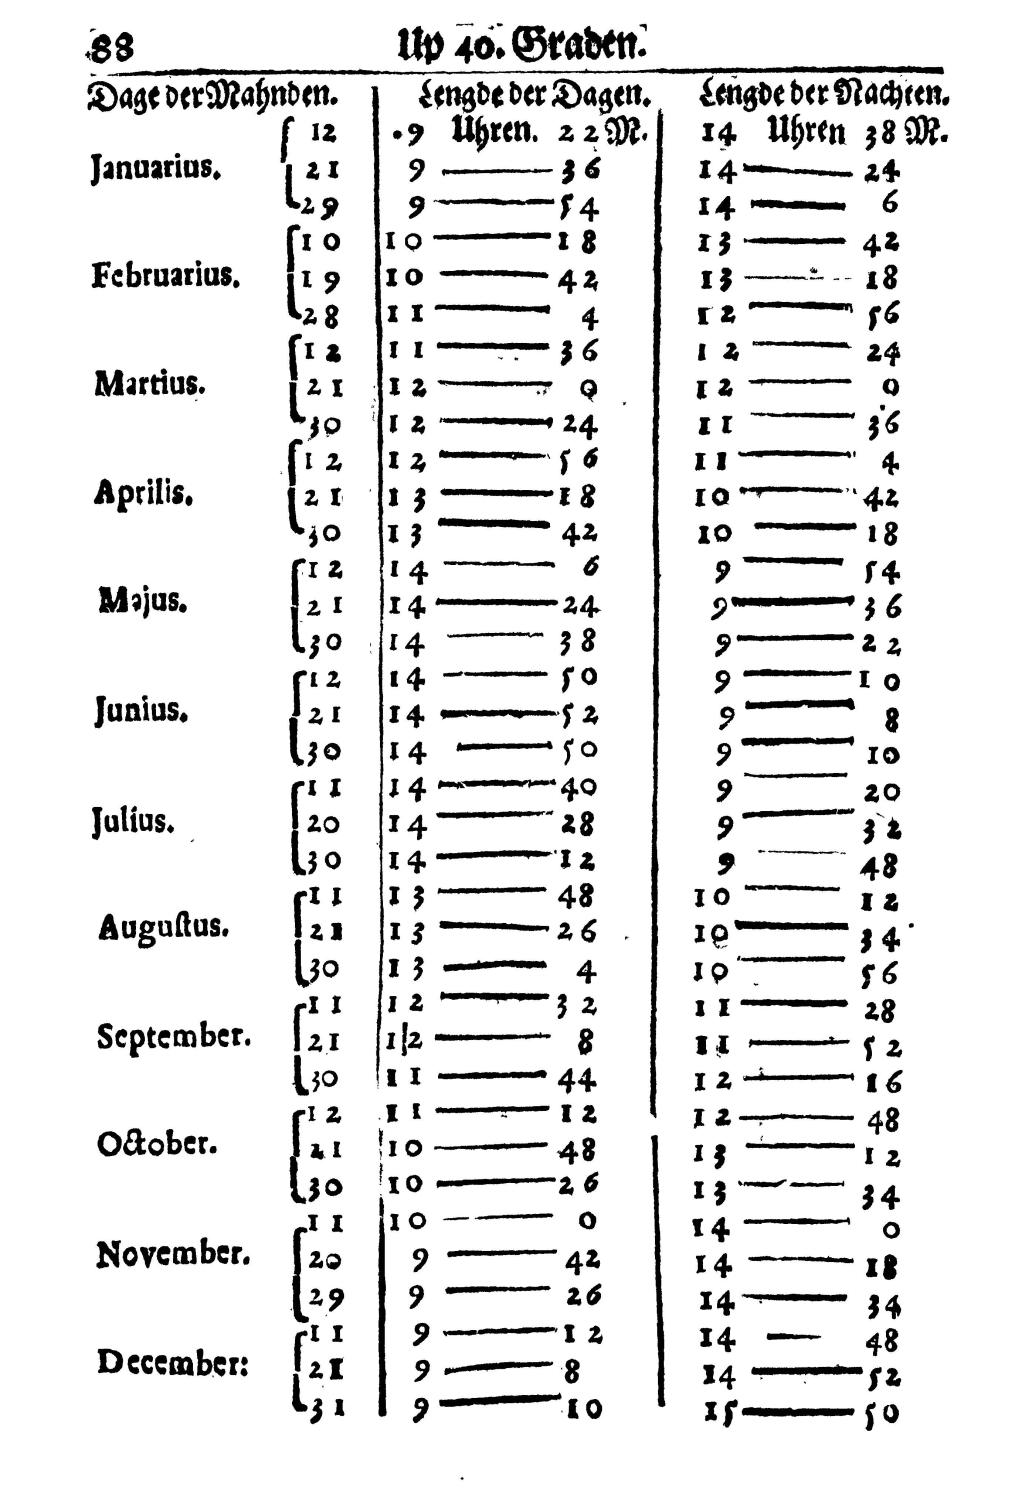 88 Up 40. Graden.
Dage der Mahnden. Lengde der Dagen. Lengde der Nachten.
12 9 Uhren. 22 M. 14 Uhren 38 M.
Januarius. 21 9 — 36 14 — 24
29 9 — 54 14 — 6
10 10 — 18 13 — 42
Februarius. 19 10 — 42 13 — 18
28 11 — 4 12 — 56
12 11 — 36 12 — 24
Martius. 21 12 — 0 12 — 0
30 12 — 24 11 — 36
12 12 — 56 11 — 4
Aprilis. 21 13 — 18 10 — 42
30 13 — 42 10 — 18
12 14 — 6 9 — 54
Majus. 21 14 — 24 9 — 36
30 14 — 38 9 — 22
12 14 — 50 9 — 10
Junius. 21 14 — 52 9 — 8
30 14 — 50 9 — 10
11 14 — 40 9 — 20
Julius. 20 14 — 28 9 — 32
30 14 — 12 9 — 48
11 13 — 48 10 — 12
Auguſtus. 21 13 — 26 10 — 34
30 13 — 4 10 — 56
11 12 — 32 11 — 28
September. 21 12 — 8 11 — 52
30 11 — 44 12 — 16
12 11 — 12 12 — 48
October. 21 10 — 48 13 — 12
30 10 — 26 13 — 34
11 10 — 0 14 — 0
November. 20 9 — 42 14 — 18
29 9 — 26 14 — 34
11 9 — 12 14 — 48
December: 21 9 — 8 14 — 52
31 9 — 10 15 — 50